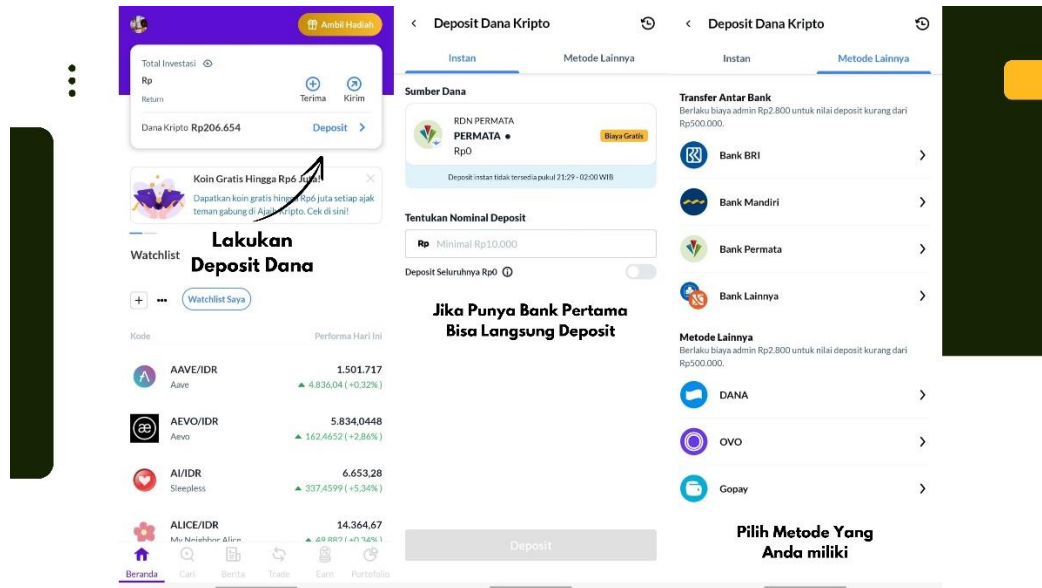 Ambil Hadiah
Total Investasi
Rp
Return
Terima
Kirim
Dana Kripto Rp206.654
Deposit
Koin Gratis Hingga Rp6 Juta!
Dapatkan koin gratis hingga Rp6 juta setiap ajak
teman gabung di Ajaib Kripto. Cek di sini!
Lakukan
Deposit Dana
Watchlist
Watchlist Saya
Kode
Performa Hari Ini
AAVE/IDR
1.501.717
Aave
▲ 4.836,04 (+0,32%)
AEVO/IDR
5.834,0448
Aevo
▲ 162,4652 (+2,86%)
AI/IDR
6.653,28
Sleepless
▲ 337,4599 (+5,34%)
ALICE/IDR
14.364,67
My Neighbor Alice
▲ 49,882 (+0,34%)
Beranda
Cari
Berita
Trade
Earn
Portofolio
Deposit Dana Kripto
Instan
Metode Lainnya
Sumber Dana
RDN PERMATA
PERMATA •
Rp0
Biaya Gratis
Deposit instan tidak tersedia pukul 21:29 - 02:00 WIB
Tentukan Nominal Deposit
Rp Minimal Rp10.000
Deposit Seluruhnya Rp0
Jika Punya Bank Pertama
Bisa Langsung Deposit
Deposit
Deposit Dana Kripto
Instan
Metode Lainnya
Transfer Antar Bank
Berlaku biaya admin Rp2.800 untuk nilai deposit kurang dari
Rp500.000.
Bank BRI
Bank Mandiri
Bank Permata
Bank Lainnya
Metode Lainnya
Berlaku biaya admin Rp2.800 untuk nilai deposit kurang dari
Rp500.000.
DANA
OVO
Gopay
Pilih Metode Yang
Anda miliki